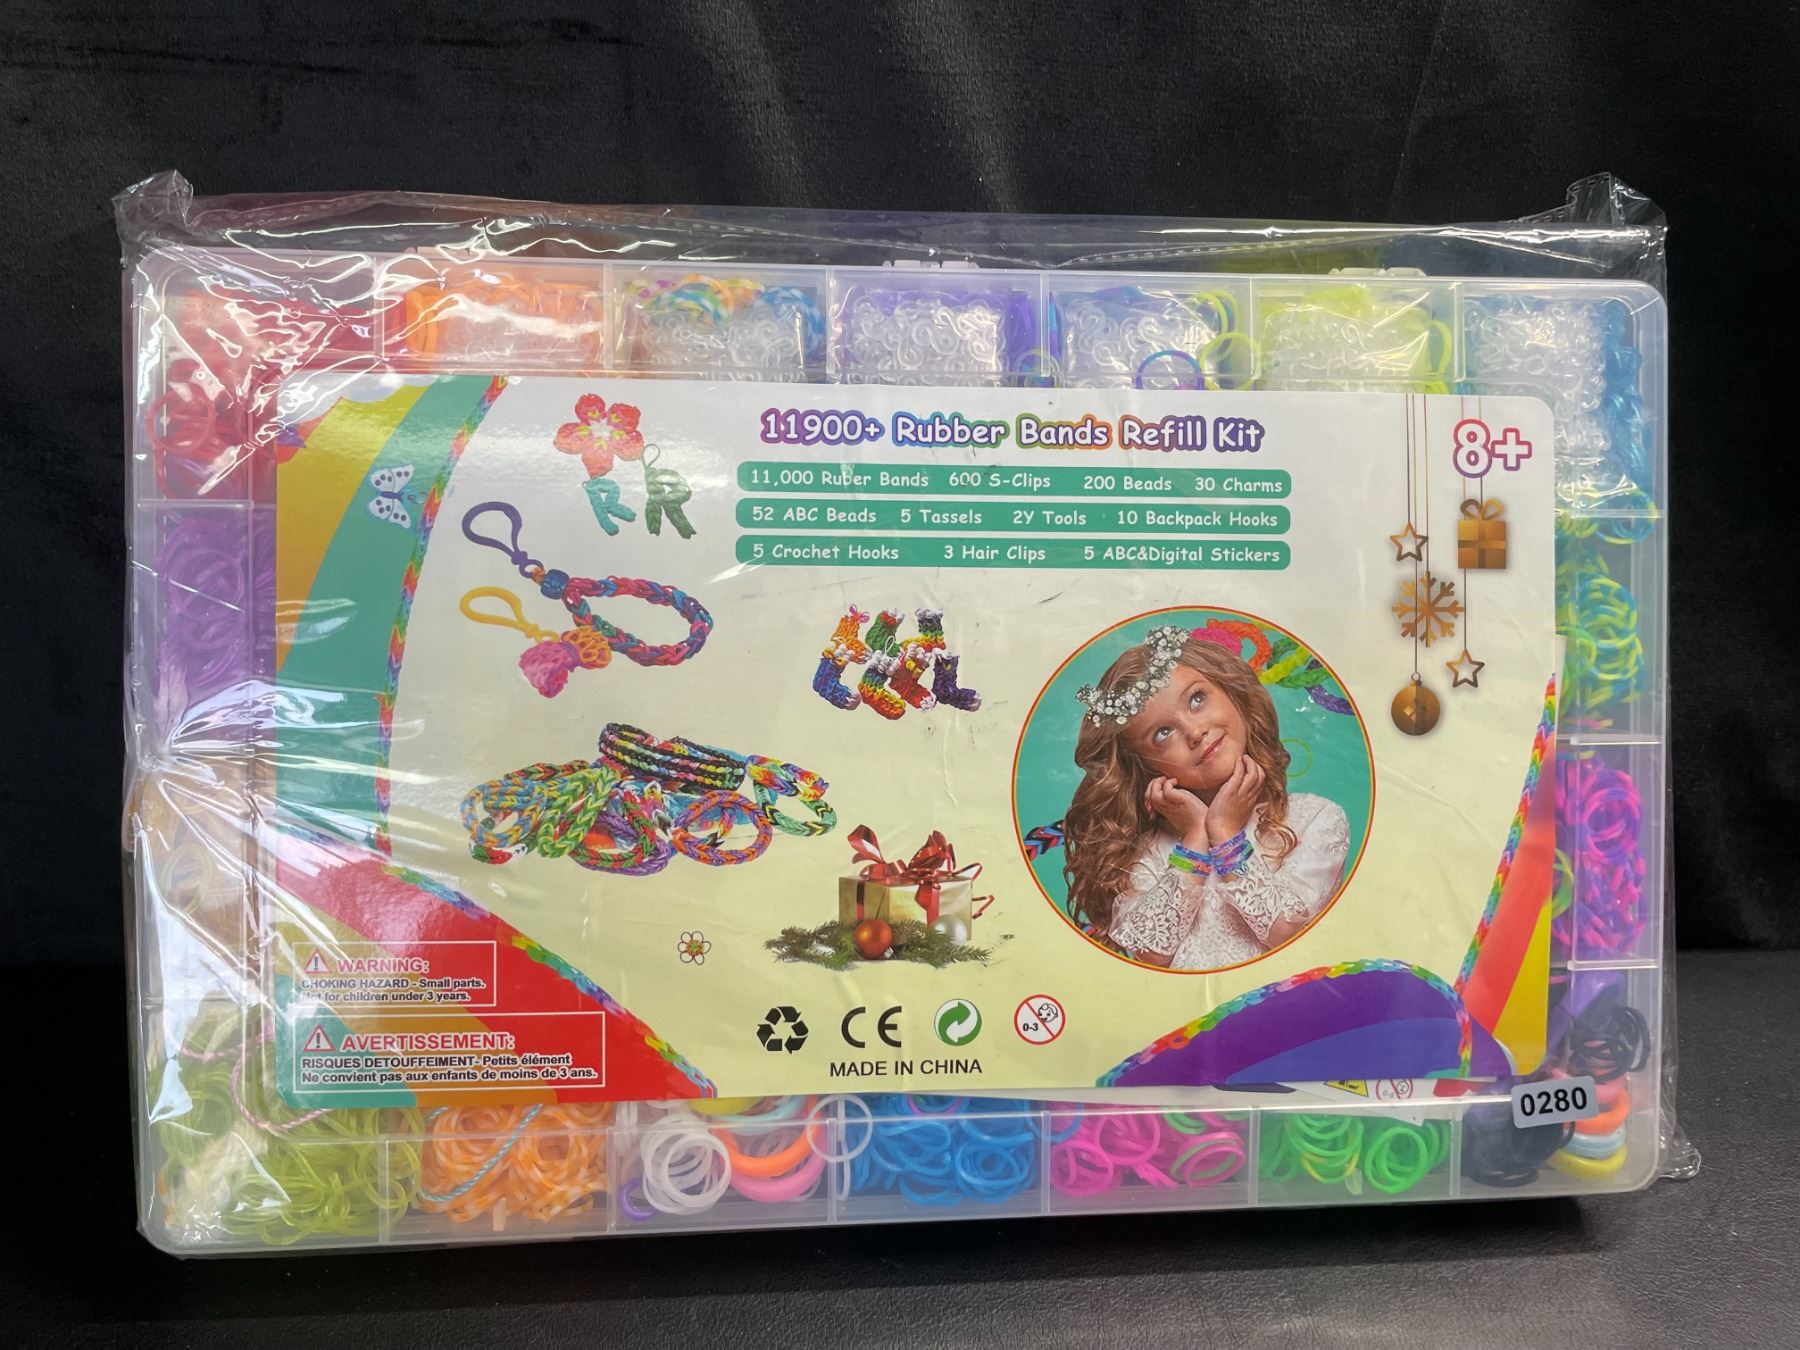 11900+ Rubber Bands Refill Kit
8+
11,000 Ruber Bands 600 S-Clips 200 Beads 30 Charms
52 ABC Beads 5 Tassels 2Y Tools 10 Backpack Hooks
5 Crochet Hooks 3 Hair Clips 5 ABC&Digital Stickers
R R
WARNING:
CHOKING HAZARD - Small parts.
Not for children under 3 years.
AVERTISSEMENT:
RISQUES DETOUFFEIMENT- Petits élément
Ne convient pas aux enfants de moins de 3 ans.
CE
0-3
MADE IN CHINA
0280